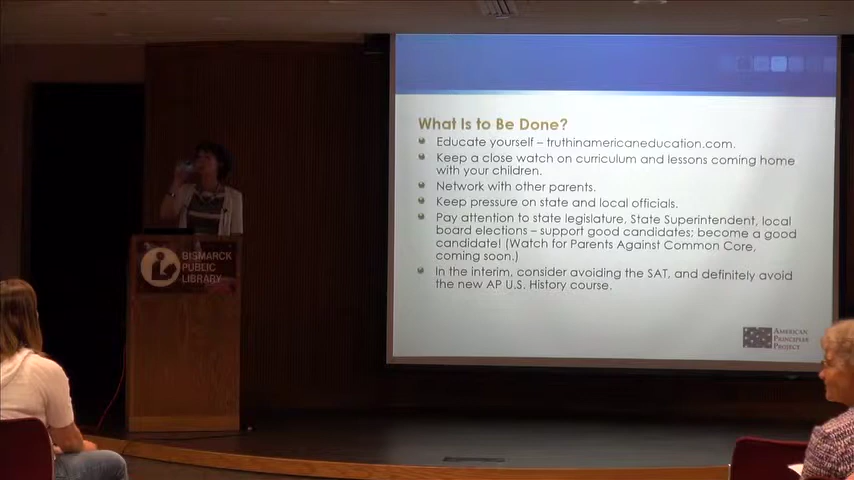 What Is to Be Done?
Educate yourself – truthinamericaneducation.com.
Keep a close watch on curriculum and lessons coming home
with your children.
Network with other parents.
Keep pressure on state and local officials.
Pay attention to state legislature, State Superintendent, local
board elections – support good candidates; become a good
candidate! (Watch for Parents Against Common Core,
coming soon.)
In the interim, consider avoiding the SAT, and definitely avoid
the new AP U.S. History course.
AMERICAN
PRINCIPLES
PROJECT
BISMARCK
PUBLIC
LIBRARY